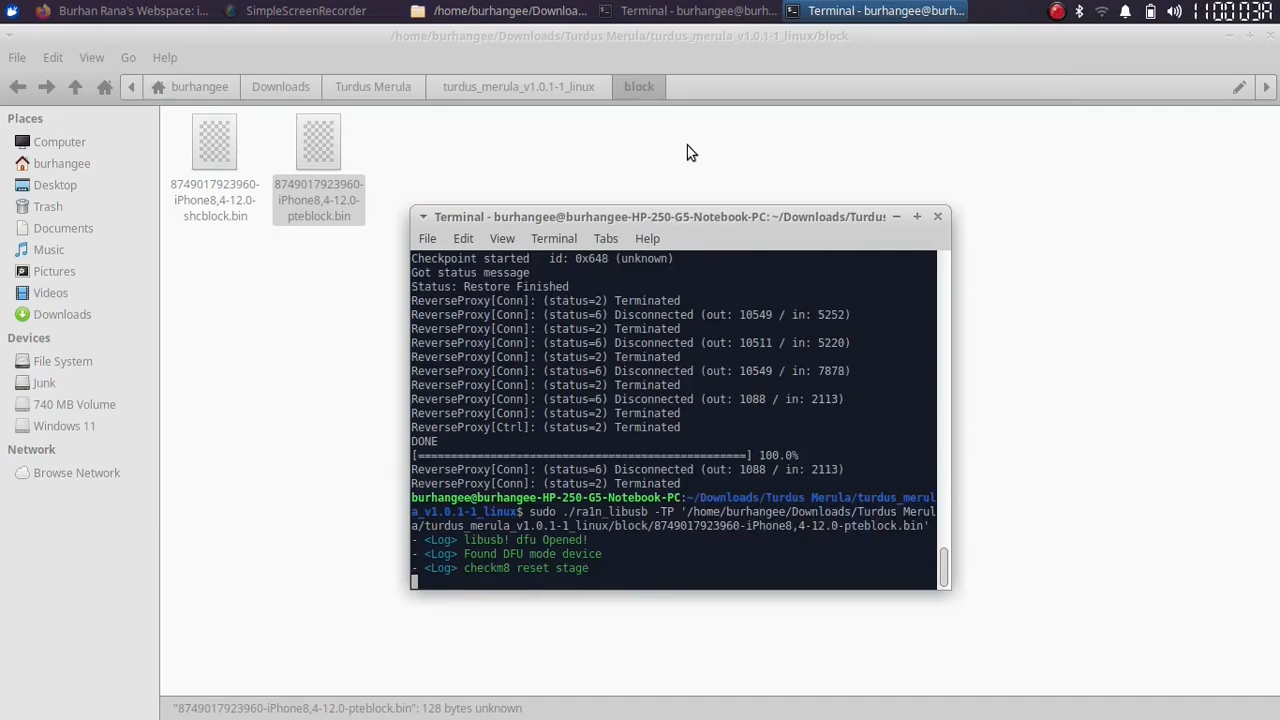 Burhan Rana's Webspace: i...
SimpleScreenRecorder
/home/burhangee/Downloa...
Terminal - burhangee@burh...
Terminal - burhangee@burh...
/home/burhangee/Downloads/Turdus Merula/turdus_merula_v1.0.1-1_linux/block
File Edit View Go Help
burhangee Downloads Turdus Merula turdus_merula_v1.0.1-1_linux block
Places
Computer
burhangee
Desktop
Trash
Documents
Music
Pictures
Videos
Downloads
Devices
File System
Junk
740 MB Volume
Windows 11
Network
Browse Network
8749017923960-
iPhone8,4-12.0-
shcblock.bin
8749017923960-
iPhone8,4-12.0-
pteblock.bin
Terminal - burhangee@burhangee-HP-250-G5-Notebook-PC: ~/Downloads/Turdus
File Edit View Terminal Tabs Help
Checkpoint started   id: 0x648 (unknown)
Got status message
Status: Restore Finished
ReverseProxy[Conn]: (status=2) Terminated
ReverseProxy[Conn]: (status=6) Disconnected (out: 10549 / in: 5252)
ReverseProxy[Conn]: (status=2) Terminated
ReverseProxy[Conn]: (status=6) Disconnected (out: 10511 / in: 5220)
ReverseProxy[Conn]: (status=2) Terminated
ReverseProxy[Conn]: (status=6) Disconnected (out: 10549 / in: 7878)
ReverseProxy[Conn]: (status=2) Terminated
ReverseProxy[Conn]: (status=6) Disconnected (out: 1088 / in: 2113)
ReverseProxy[Conn]: (status=2) Terminated
ReverseProxy[Ctrl]: (status=2) Terminated
DONE
[==================================================] 100.0%
ReverseProxy[Conn]: (status=6) Disconnected (out: 1088 / in: 2113)
ReverseProxy[Conn]: (status=2) Terminated
burhangee@burhangee-HP-250-G5-Notebook-PC:~/Downloads/Turdus Merula/turdus_merul
a_v1.0.1-1_linux$ sudo ./ra1n_libusb -TP '/home/burhangee/Downloads/Turdus Merul
a/turdus_merula_v1.0.1-1_linux/block/8749017923960-iPhone8,4-12.0-pteblock.bin'
- <Log> libusb! dfu Opened!
- <Log> Found DFU mode device
- <Log> checkm8 reset stage
"8749017923960-iPhone8,4-12.0-pteblock.bin": 128 bytes unknown